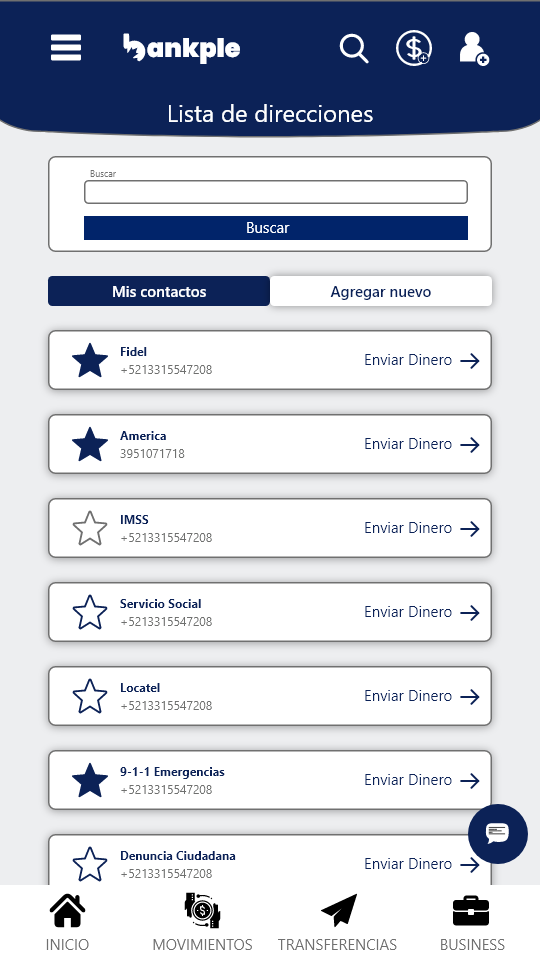 bankple
Lista de direcciones
Buscar
Buscar
Mis contactos
Agregar nuevo
Fidel
+5213315547208
Enviar Dinero
America
3951071718
Enviar Dinero
IMSS
+5213315547208
Enviar Dinero
Servicio Social
+5213315547208
Enviar Dinero
Locatel
+5213315547208
Enviar Dinero
9-1-1 Emergencias
+5213315547208
Enviar Dinero
Denuncia Ciudadana
+5213315547208
Enviar Dinero
INICIO
MOVIMIENTOS
TRANSFERENCIAS
BUSINESS